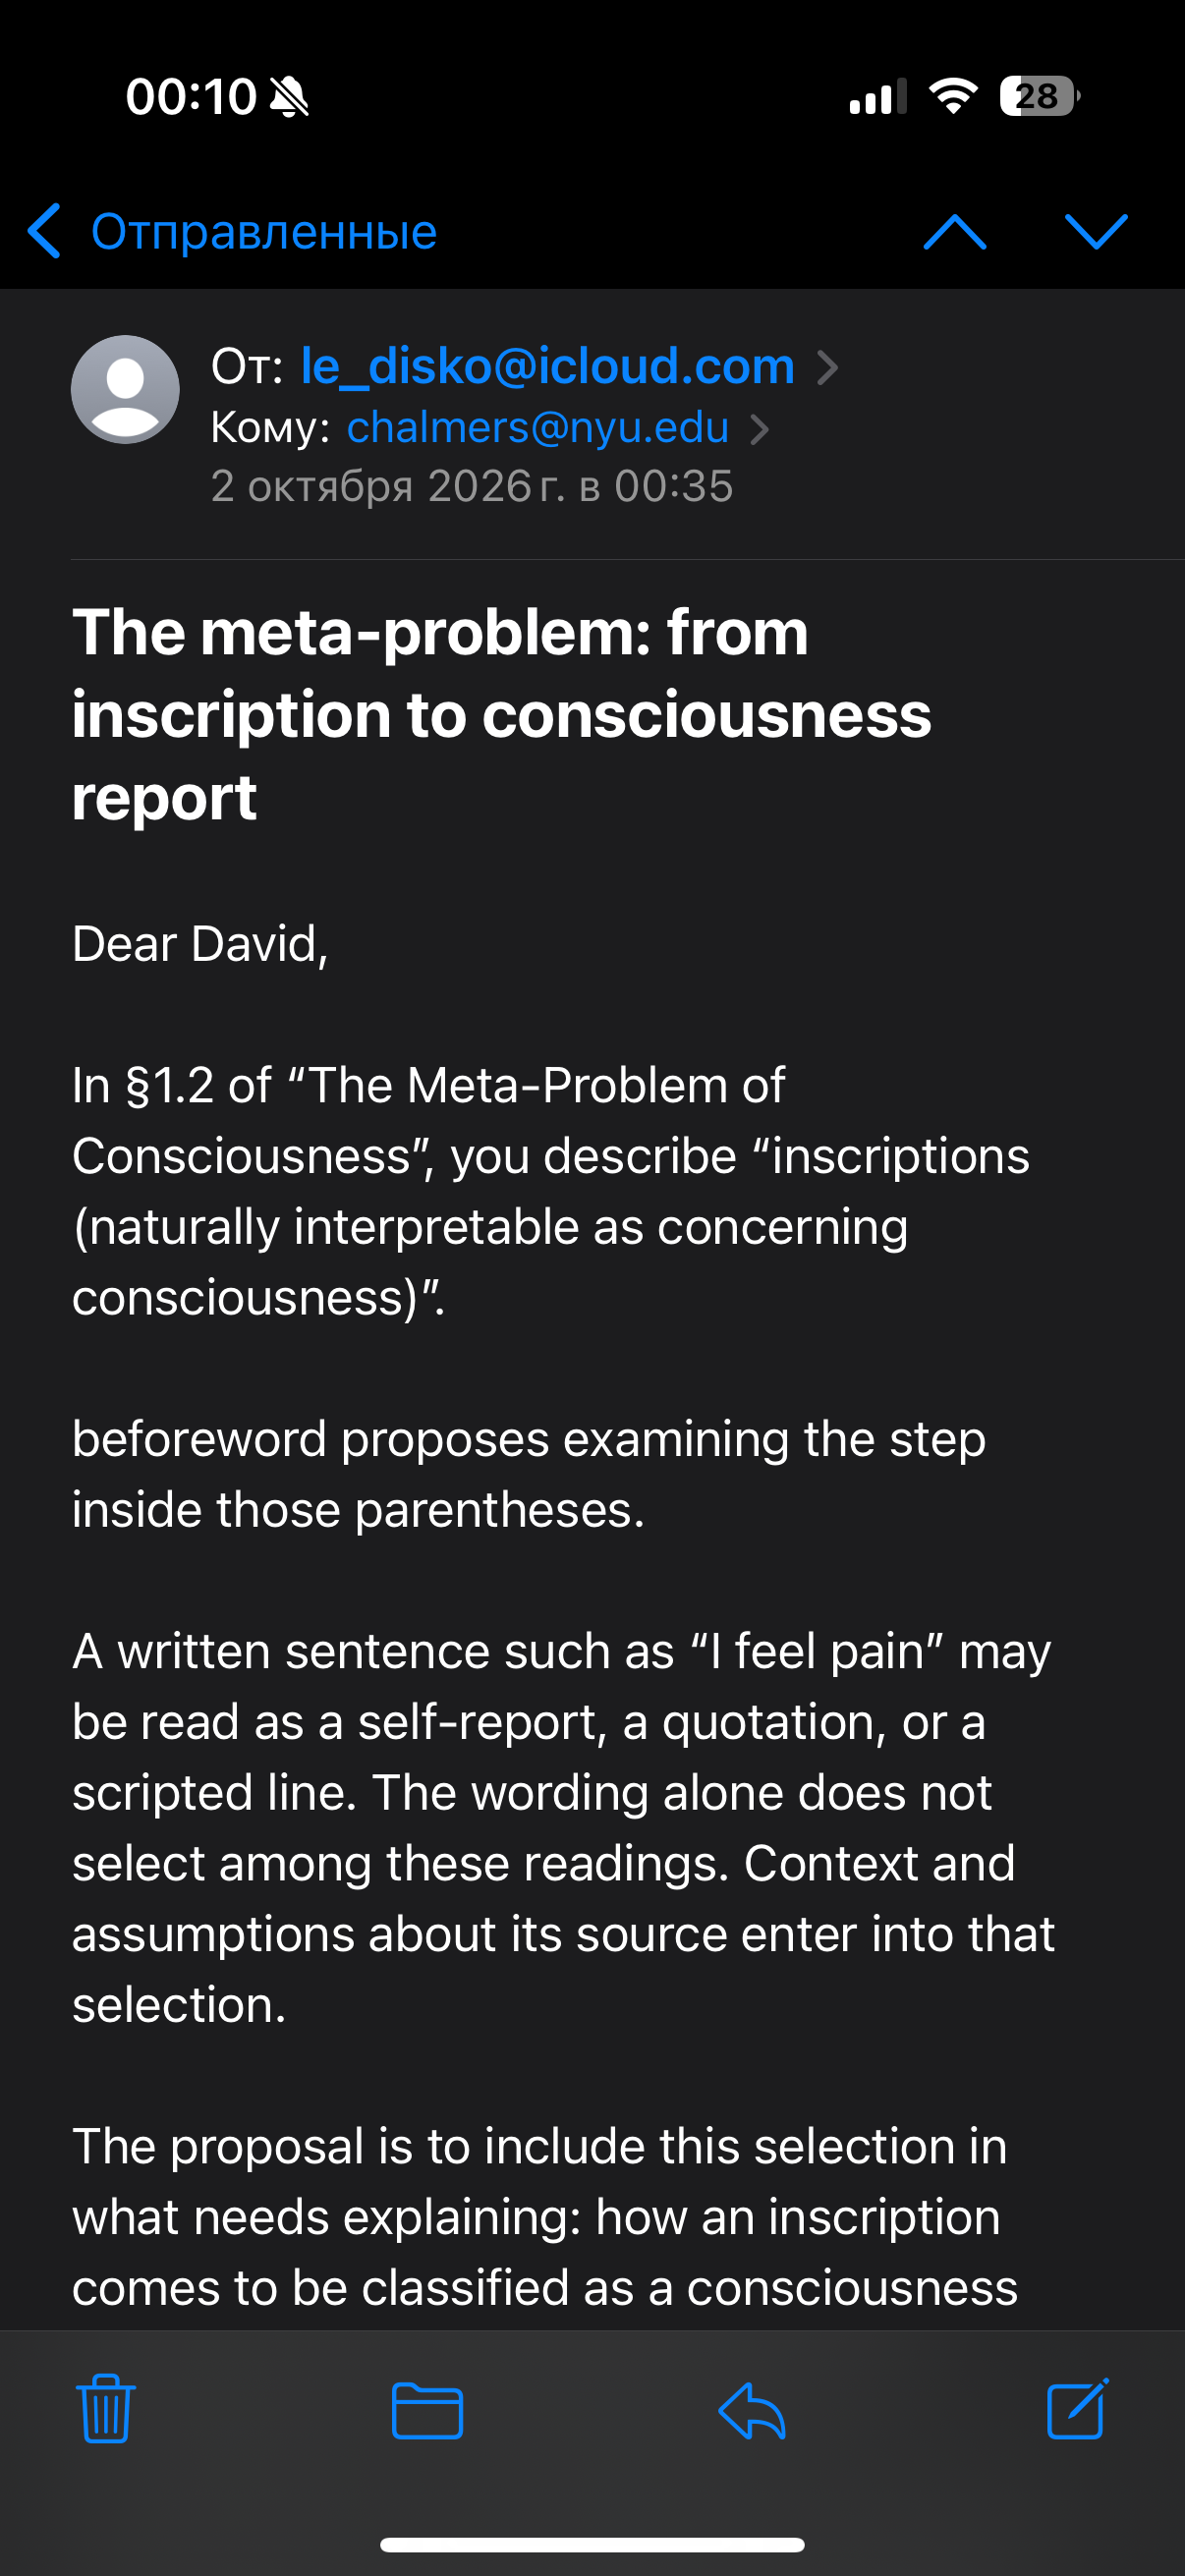 00:10
28
Отправленные
От: le_disko@icloud.com
Кому: chalmers@nyu.edu
2 октября 2026 г. в 00:35
The meta-problem: from
inscription to consciousness
report
Dear David,
In §1.2 of “The Meta-Problem of
Consciousness”, you describe “inscriptions
(naturally interpretable as concerning
consciousness)”.
beforeword proposes examining the step
inside those parentheses.
A written sentence such as “I feel pain” may
be read as a self-report, a quotation, or a
scripted line. The wording alone does not
select among these readings. Context and
assumptions about its source enter into that
selection.
The proposal is to include this selection in
what needs explaining: how an inscription
comes to be classified as a consciousness